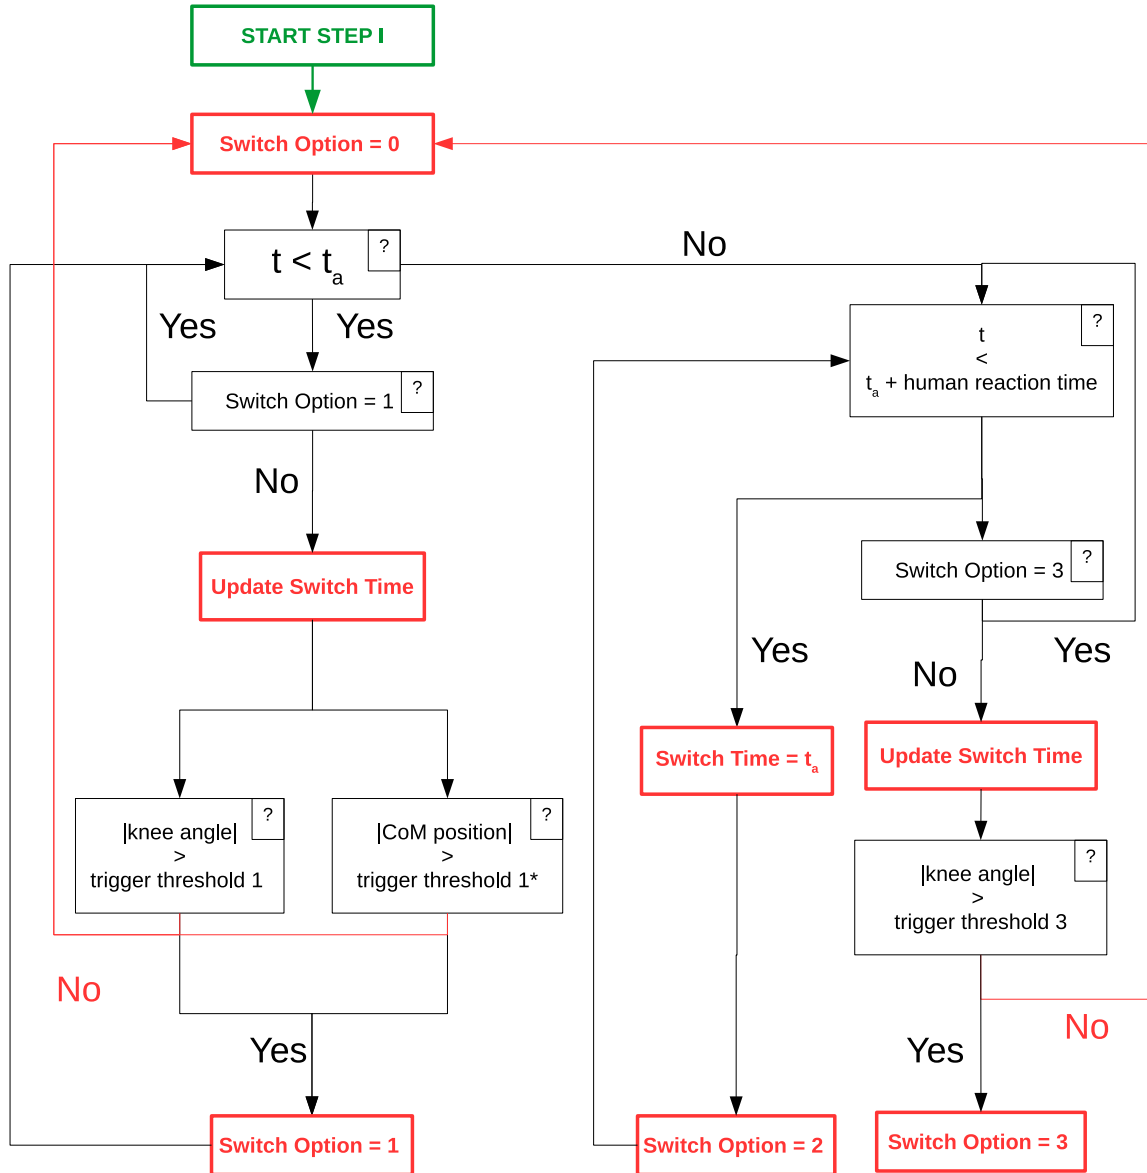 START STEP I
Switch Option = 0
t < ta
?
No
Yes
Yes
t
<
ta + human reaction time
?
Switch Option = 1
?
No
Switch Option = 3
?
Update Switch Time
Yes
No
Yes
Switch Time = ta
Update Switch Time
|knee angle|
>
trigger threshold 1
?
|CoM position|
>
trigger threshold 1*
?
|knee angle|
>
trigger threshold 3
?
No
Yes
Yes
No
Switch Option = 1
Switch Option = 2
Switch Option = 3